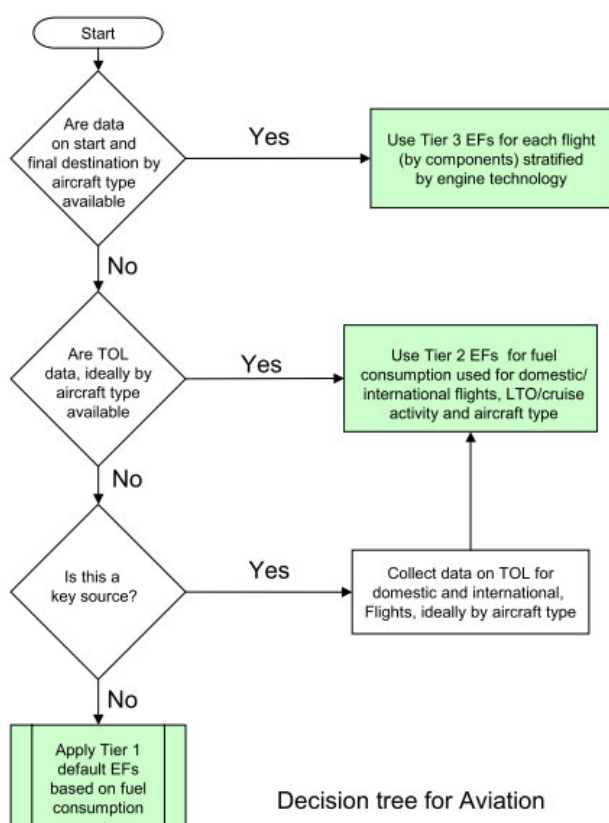 Start
Are data
on start and
final destination by
aircraft type
available
Yes
Use Tier 3 EFs for each flight
(by components) stratified
by engine technology
No
Are TOL
data, ideally by
aircraft type
available
Yes
Use Tier 2 EFs for fuel
consumption used for domestic/
international flights, LTO/cruise
activity and aircraft type
No
Is this a
key source?
Yes
Collect data on TOL for
domestic and international,
Flights, ideally by aircraft type
No
Apply Tier 1
default EFs
based on fuel
consumption
Decision tree for Aviation